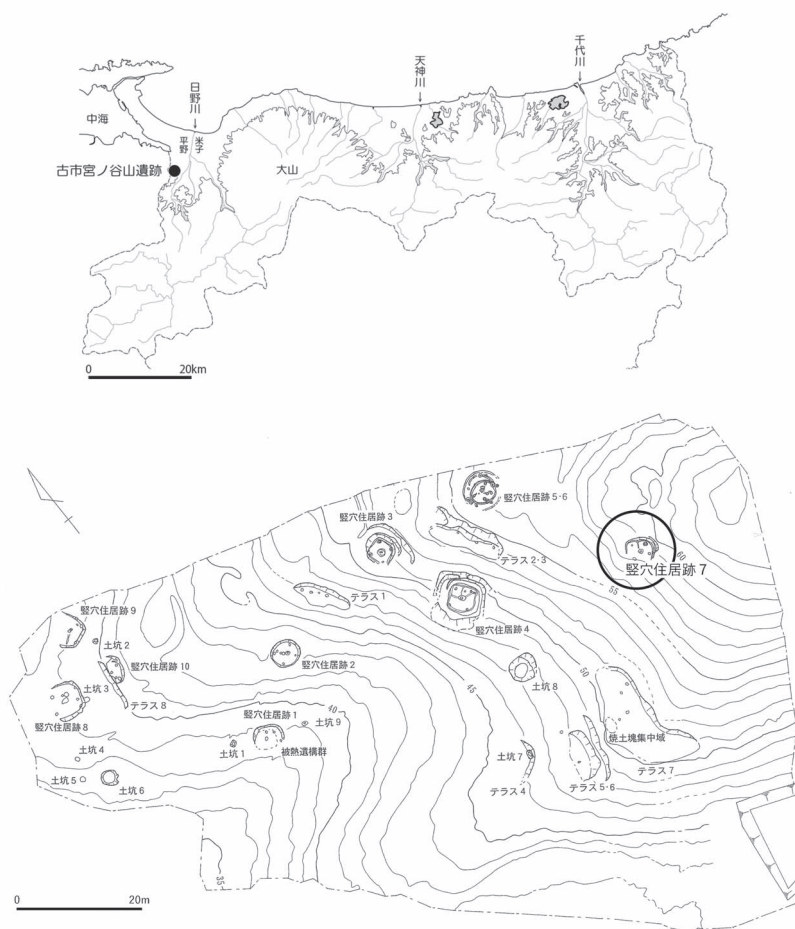 千代川
天神川
日野川
中海
米子
平野
古市宮ノ谷山遺跡
大山
0 20km
竪穴住居跡5・6
竪穴住居跡3
テラス2・3
60
竪穴住居跡7
テラス1
55
竪穴住居跡9
土坑2
竪穴住居跡4
竪穴住居跡10
竪穴住居跡2
土坑3
テラス8
45
50
土坑8
竪穴住居跡8
竪穴住居跡1
40
土坑9
焼土塊集中域
土坑4
土坑1
被熱遺構群
土坑7
土坑5
土坑6
テラス4
テラス5・6
テラス7
35
0 20m